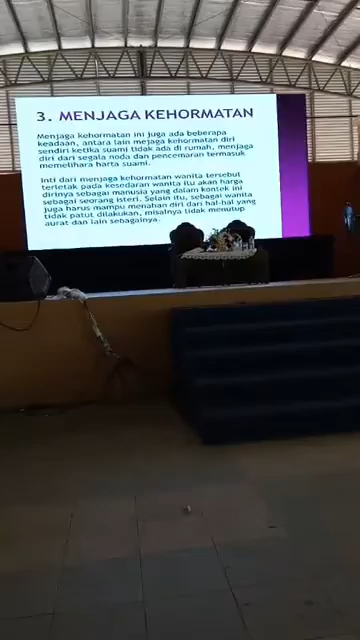 3. MENJAGA KEHORMATAN
Menjaga kehormatan ini juga ada beberapa
keadaan, antara lain mejaga kehormatan diri
sendiri ketika suami tidak ada di rumah, menjaga
diri dari segala noda dan pencemaran termasuk
memelihara harta suami.
Inti dari menjaga kehormatan wanita tersebut
terletak pada kesedaran wanita itu akan harga
dirinya sebagai manusia yang dalam kontek ini
sebagai seorang isteri. Selain itu, sebagai wanita
juga harus mampu menahan diri dari hal-hal yang
tidak patut dilakukan, misalnya tidak menutup
aurat dan lain sebagainya.